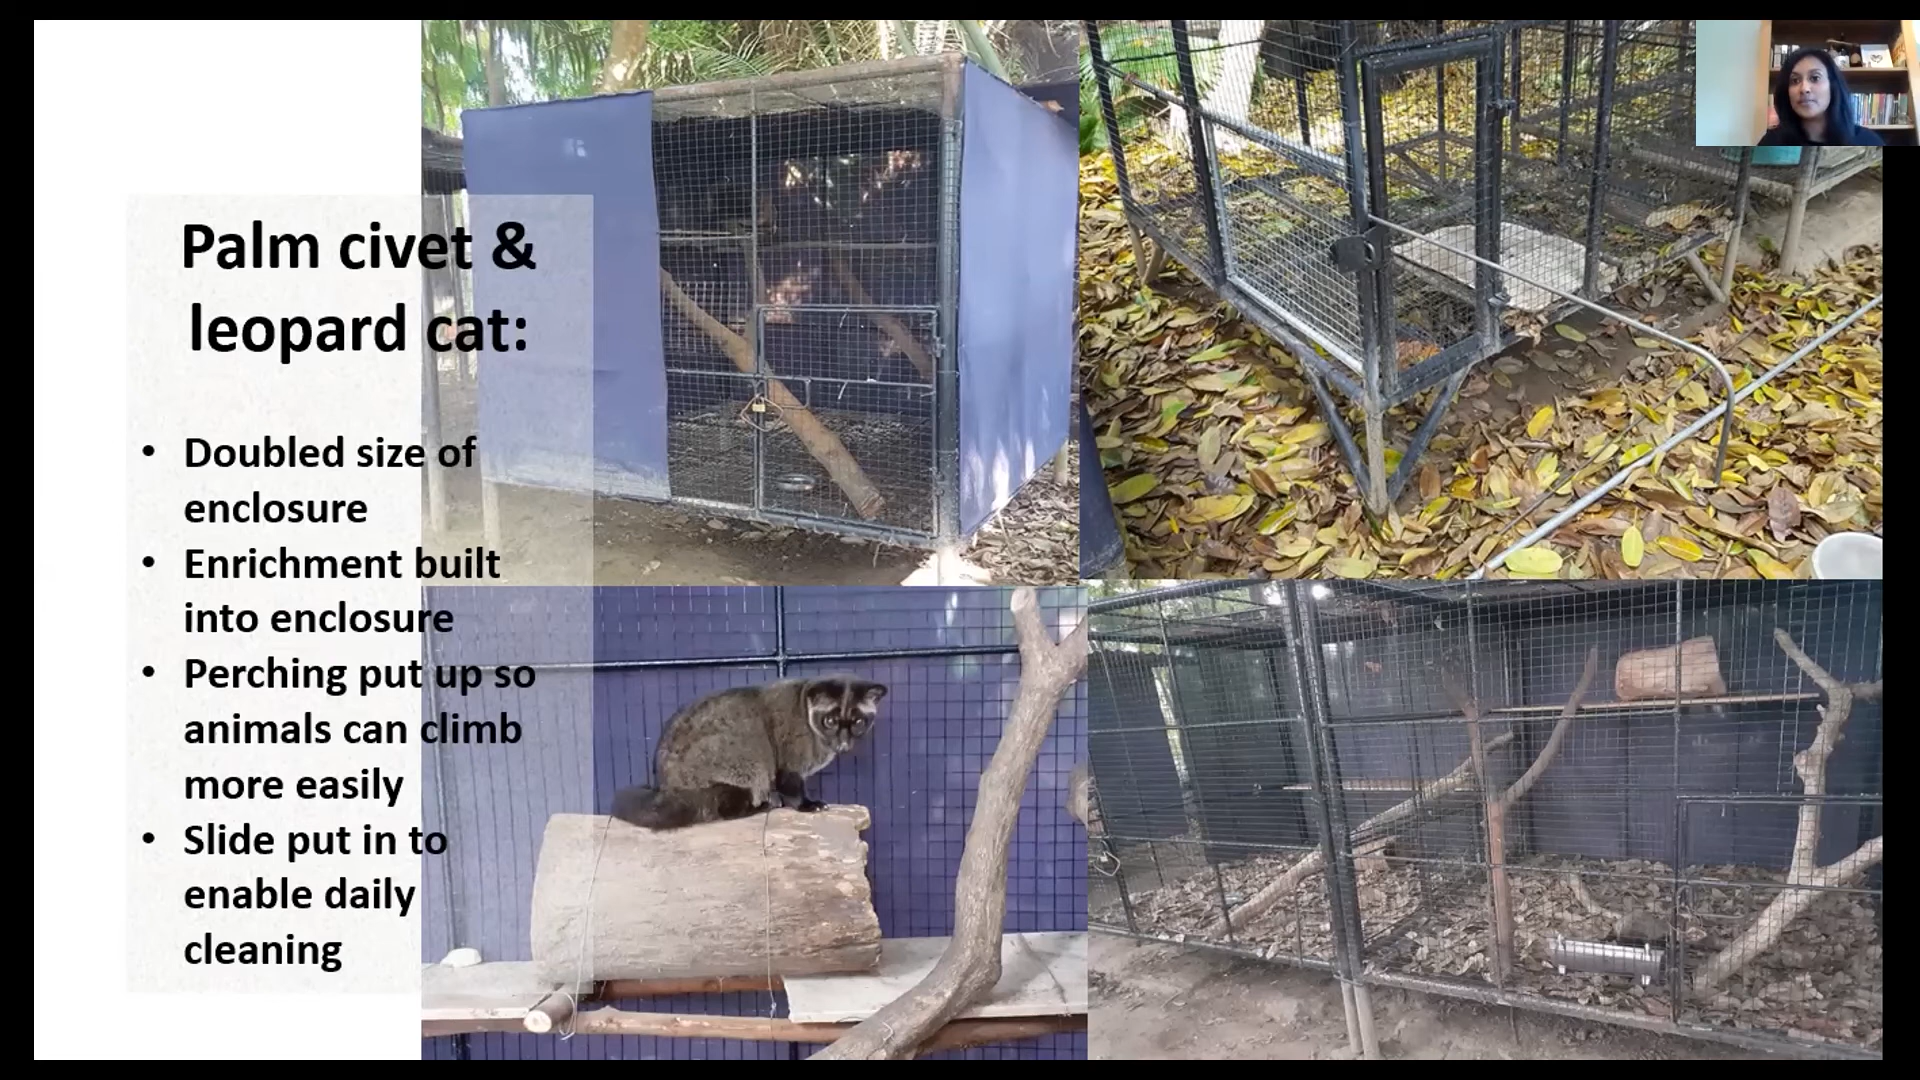 Palm civet &
leopard cat:
• Doubled size of
enclosure
• Enrichment built
into enclosure
• Perching put up so
animals can climb
more easily
• Slide put in to
enable daily
cleaning